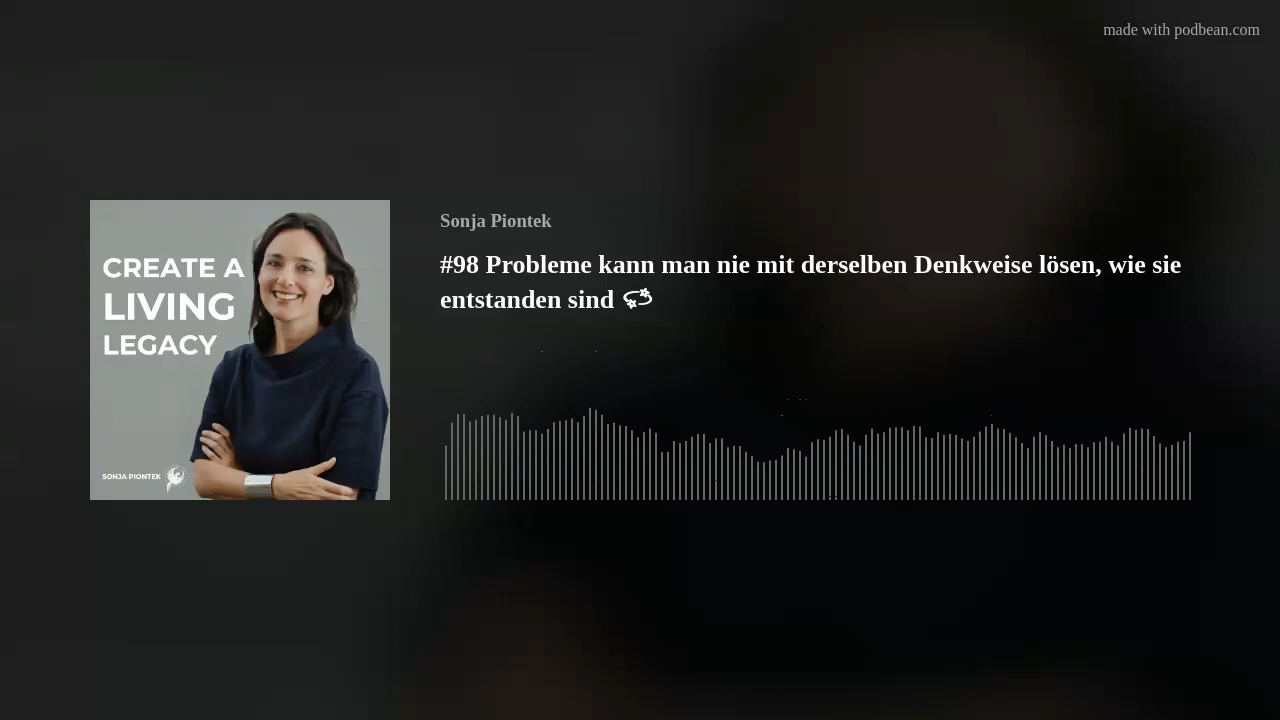 made with podbean.com
CREATE A
LIVING
LEGACY
SONJA PIONTEK
Sonja Piontek
#98 Probleme kann man nie mit derselben Denkweise lösen, wie sie
entstanden sind 💫